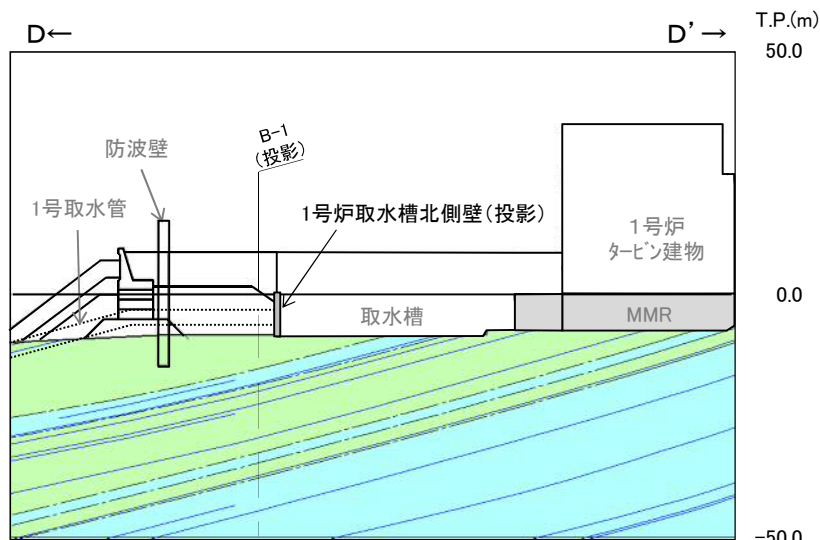 D←
D’→
T.P.(m)
50.0
防波壁
B-1
(投影)
1号取水管
1号炉取水槽北側壁(投影)
1号炉
タービン建物
0.0
取水槽
MMR
-50.0